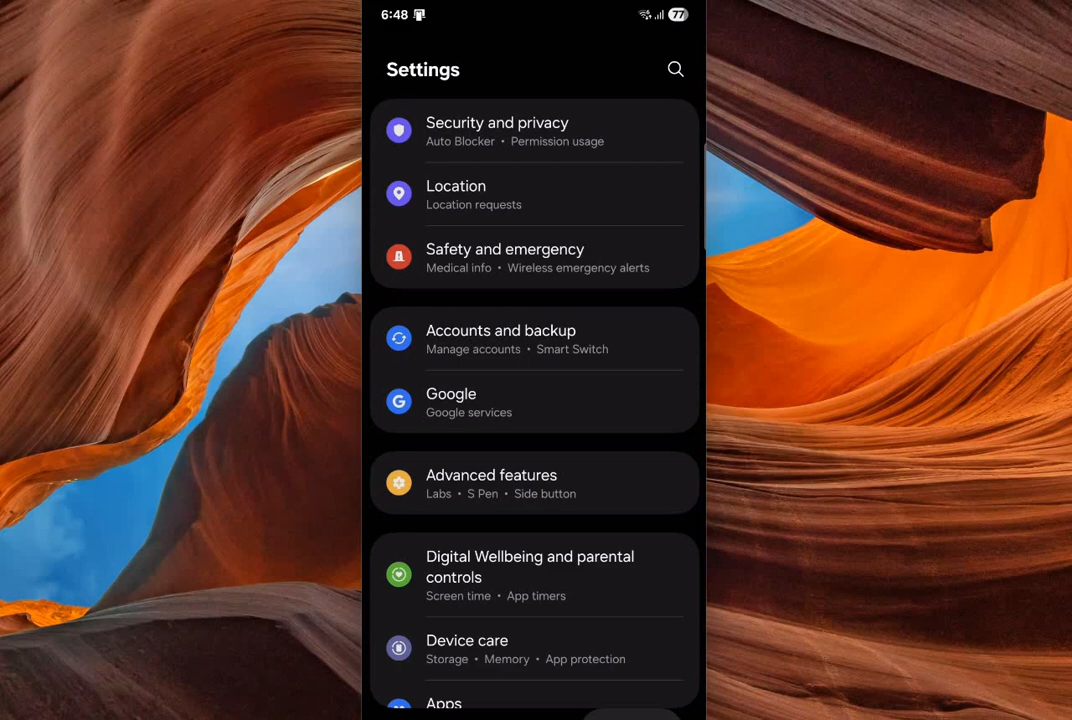 6:48
77
Settings
Security and privacy
Auto Blocker • Permission usage
Location
Location requests
Safety and emergency
Medical info • Wireless emergency alerts
Accounts and backup
Manage accounts • Smart Switch
Google
Google services
Advanced features
Labs • S Pen • Side button
Digital Wellbeing and parental
controls
Screen time • App timers
Device care
Storage • Memory • App protection
Apps